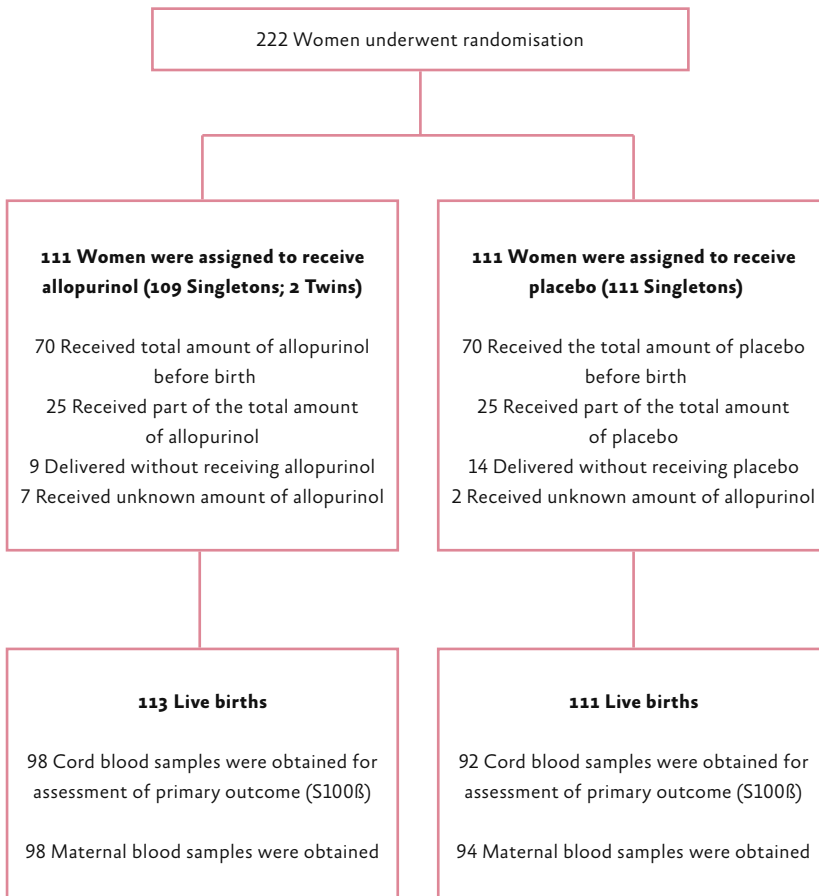 222 Women underwent randomisation
111 Women were assigned to receive
allopurinol (109 Singletons; 2 Twins)
70 Received total amount of allopurinol
before birth
25 Received part of the total amount
of allopurinol
9 Delivered without receiving allopurinol
7 Received unknown amount of allopurinol
111 Women were assigned to receive
placebo (111 Singletons)
70 Received the total amount of placebo
before birth
25 Received part of the total amount
of placebo
14 Delivered without receiving placebo
2 Received unknown amount of allopurinol
113 Live births
98 Cord blood samples were obtained for
assessment of primary outcome (S100ß)
98 Maternal blood samples were obtained
111 Live births
92 Cord blood samples were obtained for
assessment of primary outcome (S100ß)
94 Maternal blood samples were obtained